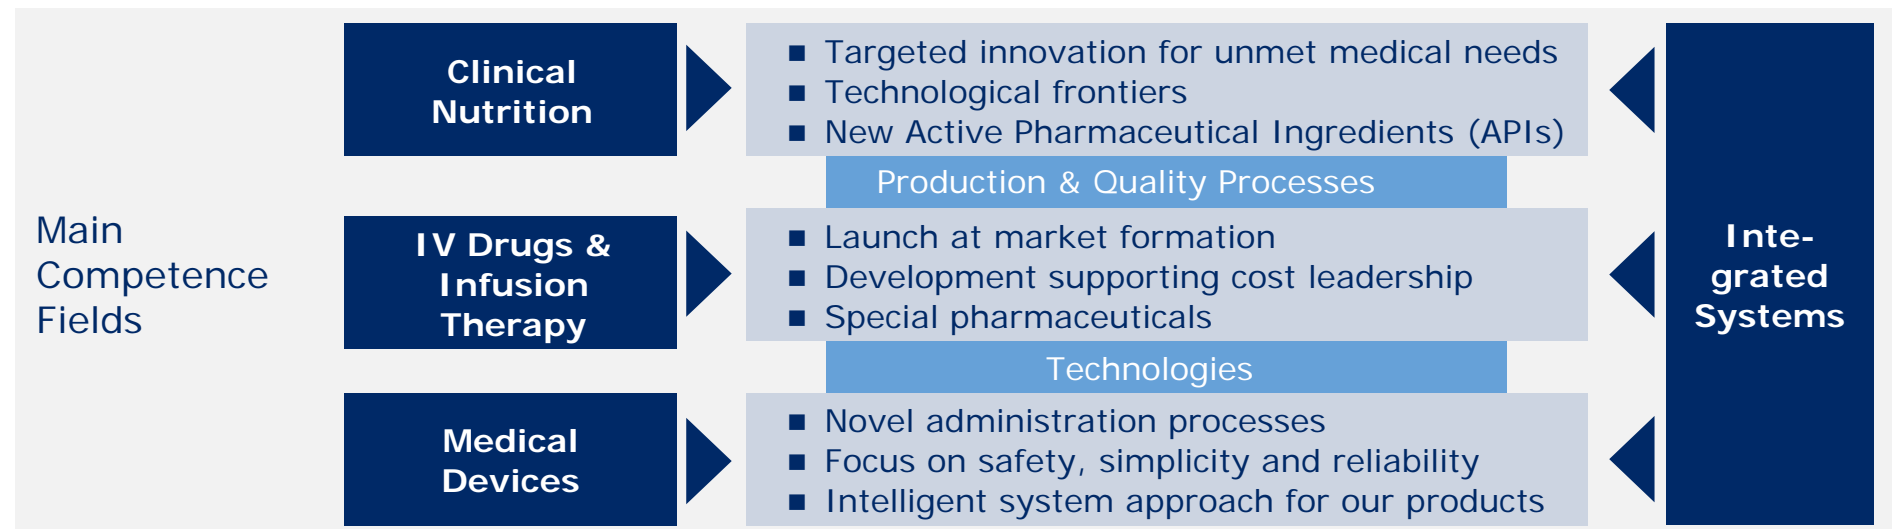 Main
Competence
Fields
Clinical
Nutrition
■ Targeted innovation for unmet medical needs
■ Technological frontiers
■ New Active Pharmaceutical Ingredients (APIs)
Production & Quality Processes
IV Drugs &
Infusion
Therapy
■ Launch at market formation
■ Development supporting cost leadership
■ Special pharmaceuticals
Technologies
Medical
Devices
■ Novel administration processes
■ Focus on safety, simplicity and reliability
■ Intelligent system approach for our products
Inte-
grated
Systems